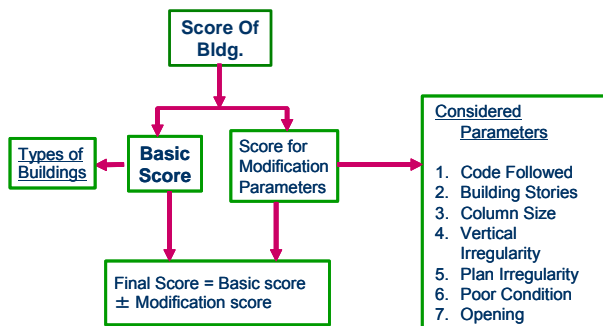 Score Of
Bldg.
Types of
Buildings
Basic
Score
Score for
Modification
Parameters
Considered
Parameters
1. Code Followed
2. Building Stories
3. Column Size
4. Vertical
Irregularity
5. Plan Irregularity
6. Poor Condition
7. Opening
Final Score = Basic score
± Modification score